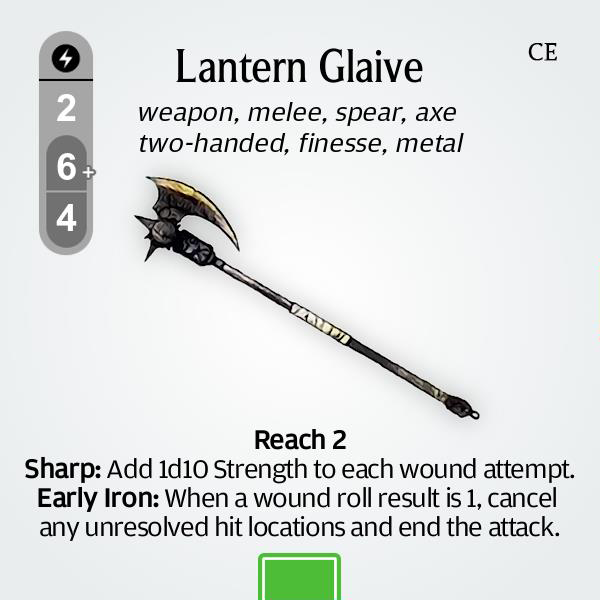 Lantern Glaive
CE
weapon, melee, spear, axe
two-handed, finesse, metal
2
6+
4
Reach 2
Sharp: Add 1d10 Strength to each wound attempt.
Early Iron: When a wound roll result is 1, cancel
any unresolved hit locations and end the attack.